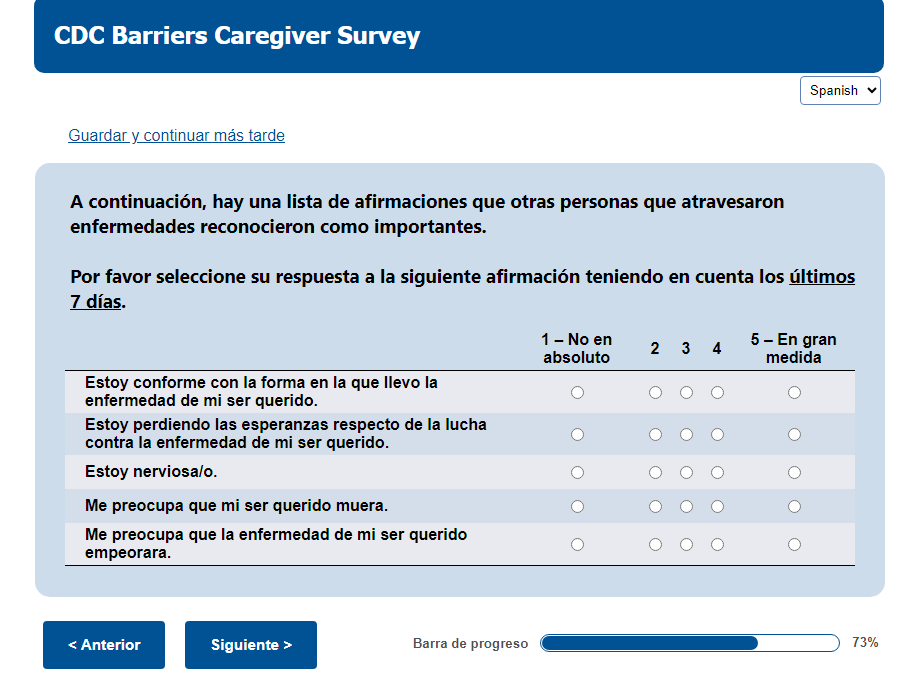 CDC Barriers Caregiver Survey
Spanish
Guardar y continuar más tarde
A continuación, hay una lista de afirmaciones que otras personas que atravesaron
enfermedades reconocieron como importantes.
Por favor seleccione su respuesta a la siguiente afirmación teniendo en cuenta los últimos
7 días.
1 – No en
absoluto
2
3
4
5 – En gran
medida
Estoy conforme con la forma en la que llevo la
enfermedad de mi ser querido.
Estoy perdiendo las esperanzas respecto de la lucha
contra la enfermedad de mi ser querido.
Estoy nerviosa/o.
Me preocupa que mi ser querido muera.
Me preocupa que la enfermedad de mi ser querido
empeorara.
< Anterior
Siguiente >
Barra de progreso
73%